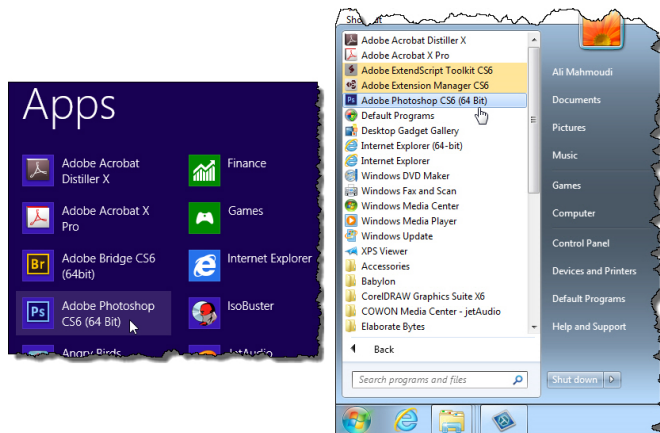 Apps
Adobe Acrobat
Distiller X
Finance
Adobe Acrobat X
Pro
Games
Adobe Bridge CS6
(64bit)
Internet Explorer
Adobe Photoshop
CS6 (64 Bit)
IsoBuster
Angry Birds
JetAudio
Adobe Acrobat Distiller X
Adobe Acrobat X Pro
Adobe ExtendScript Toolkit CS6
Adobe Extension Manager CS6
Adobe Photoshop CS6 (64 Bit)
Default Programs
Desktop Gadget Gallery
Internet Explorer (64-bit)
Internet Explorer
Windows DVD Maker
Windows Fax and Scan
Windows Media Center
Windows Media Player
Windows Update
XPS Viewer
Accessories
Babylon
CorelDRAW Graphics Suite X6
COWON Media Center - jetAudio
Elaborate Bytes
Back
Search programs and files
Ali Mahmoudi
Documents
Pictures
Music
Games
Computer
Control Panel
Devices and Printers
Default Programs
Help and Support
Shut down